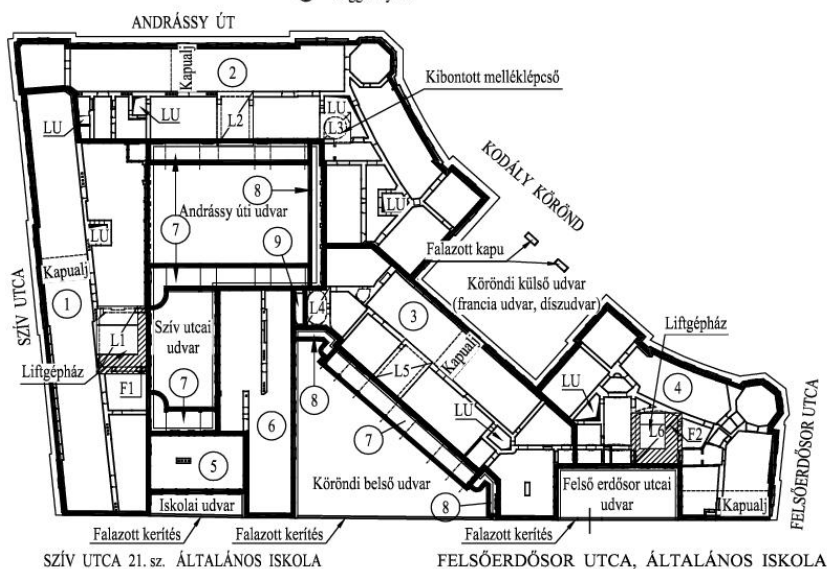 ANDRÁSSY ÚT
Kapualj
2
Kibontott melléklépcső
LU
LU
L2
LU
L3
KODÁLY KÖRÖND
8
Andrássy úti udvar
7
LU
LU
9
Falazott kapu
Köröndi külső udvar
(francia udvar, díszudvar)
SZÍV UTCA
Kapualj
1
L4
3
Szív utcai
udvar
L1
Liftgépház
F1
7
8
L5
Kapualj
Liftgépház
4
LU
LU
L6
F2
6
7
5
Köröndi belső udvar
Felső erdősor utcai
udvar
Kapualj
FELSŐERDŐSOR UTCA
Iskolai udvar
8
Falazott kerítés
Falazott kerítés
Falazott kerítés
SZÍV UTCA 21. sz. ÁLTALÁNOS ISKOLA
FELSŐERDŐSOR UTCA, ÁLTALÁNOS ISKOLA